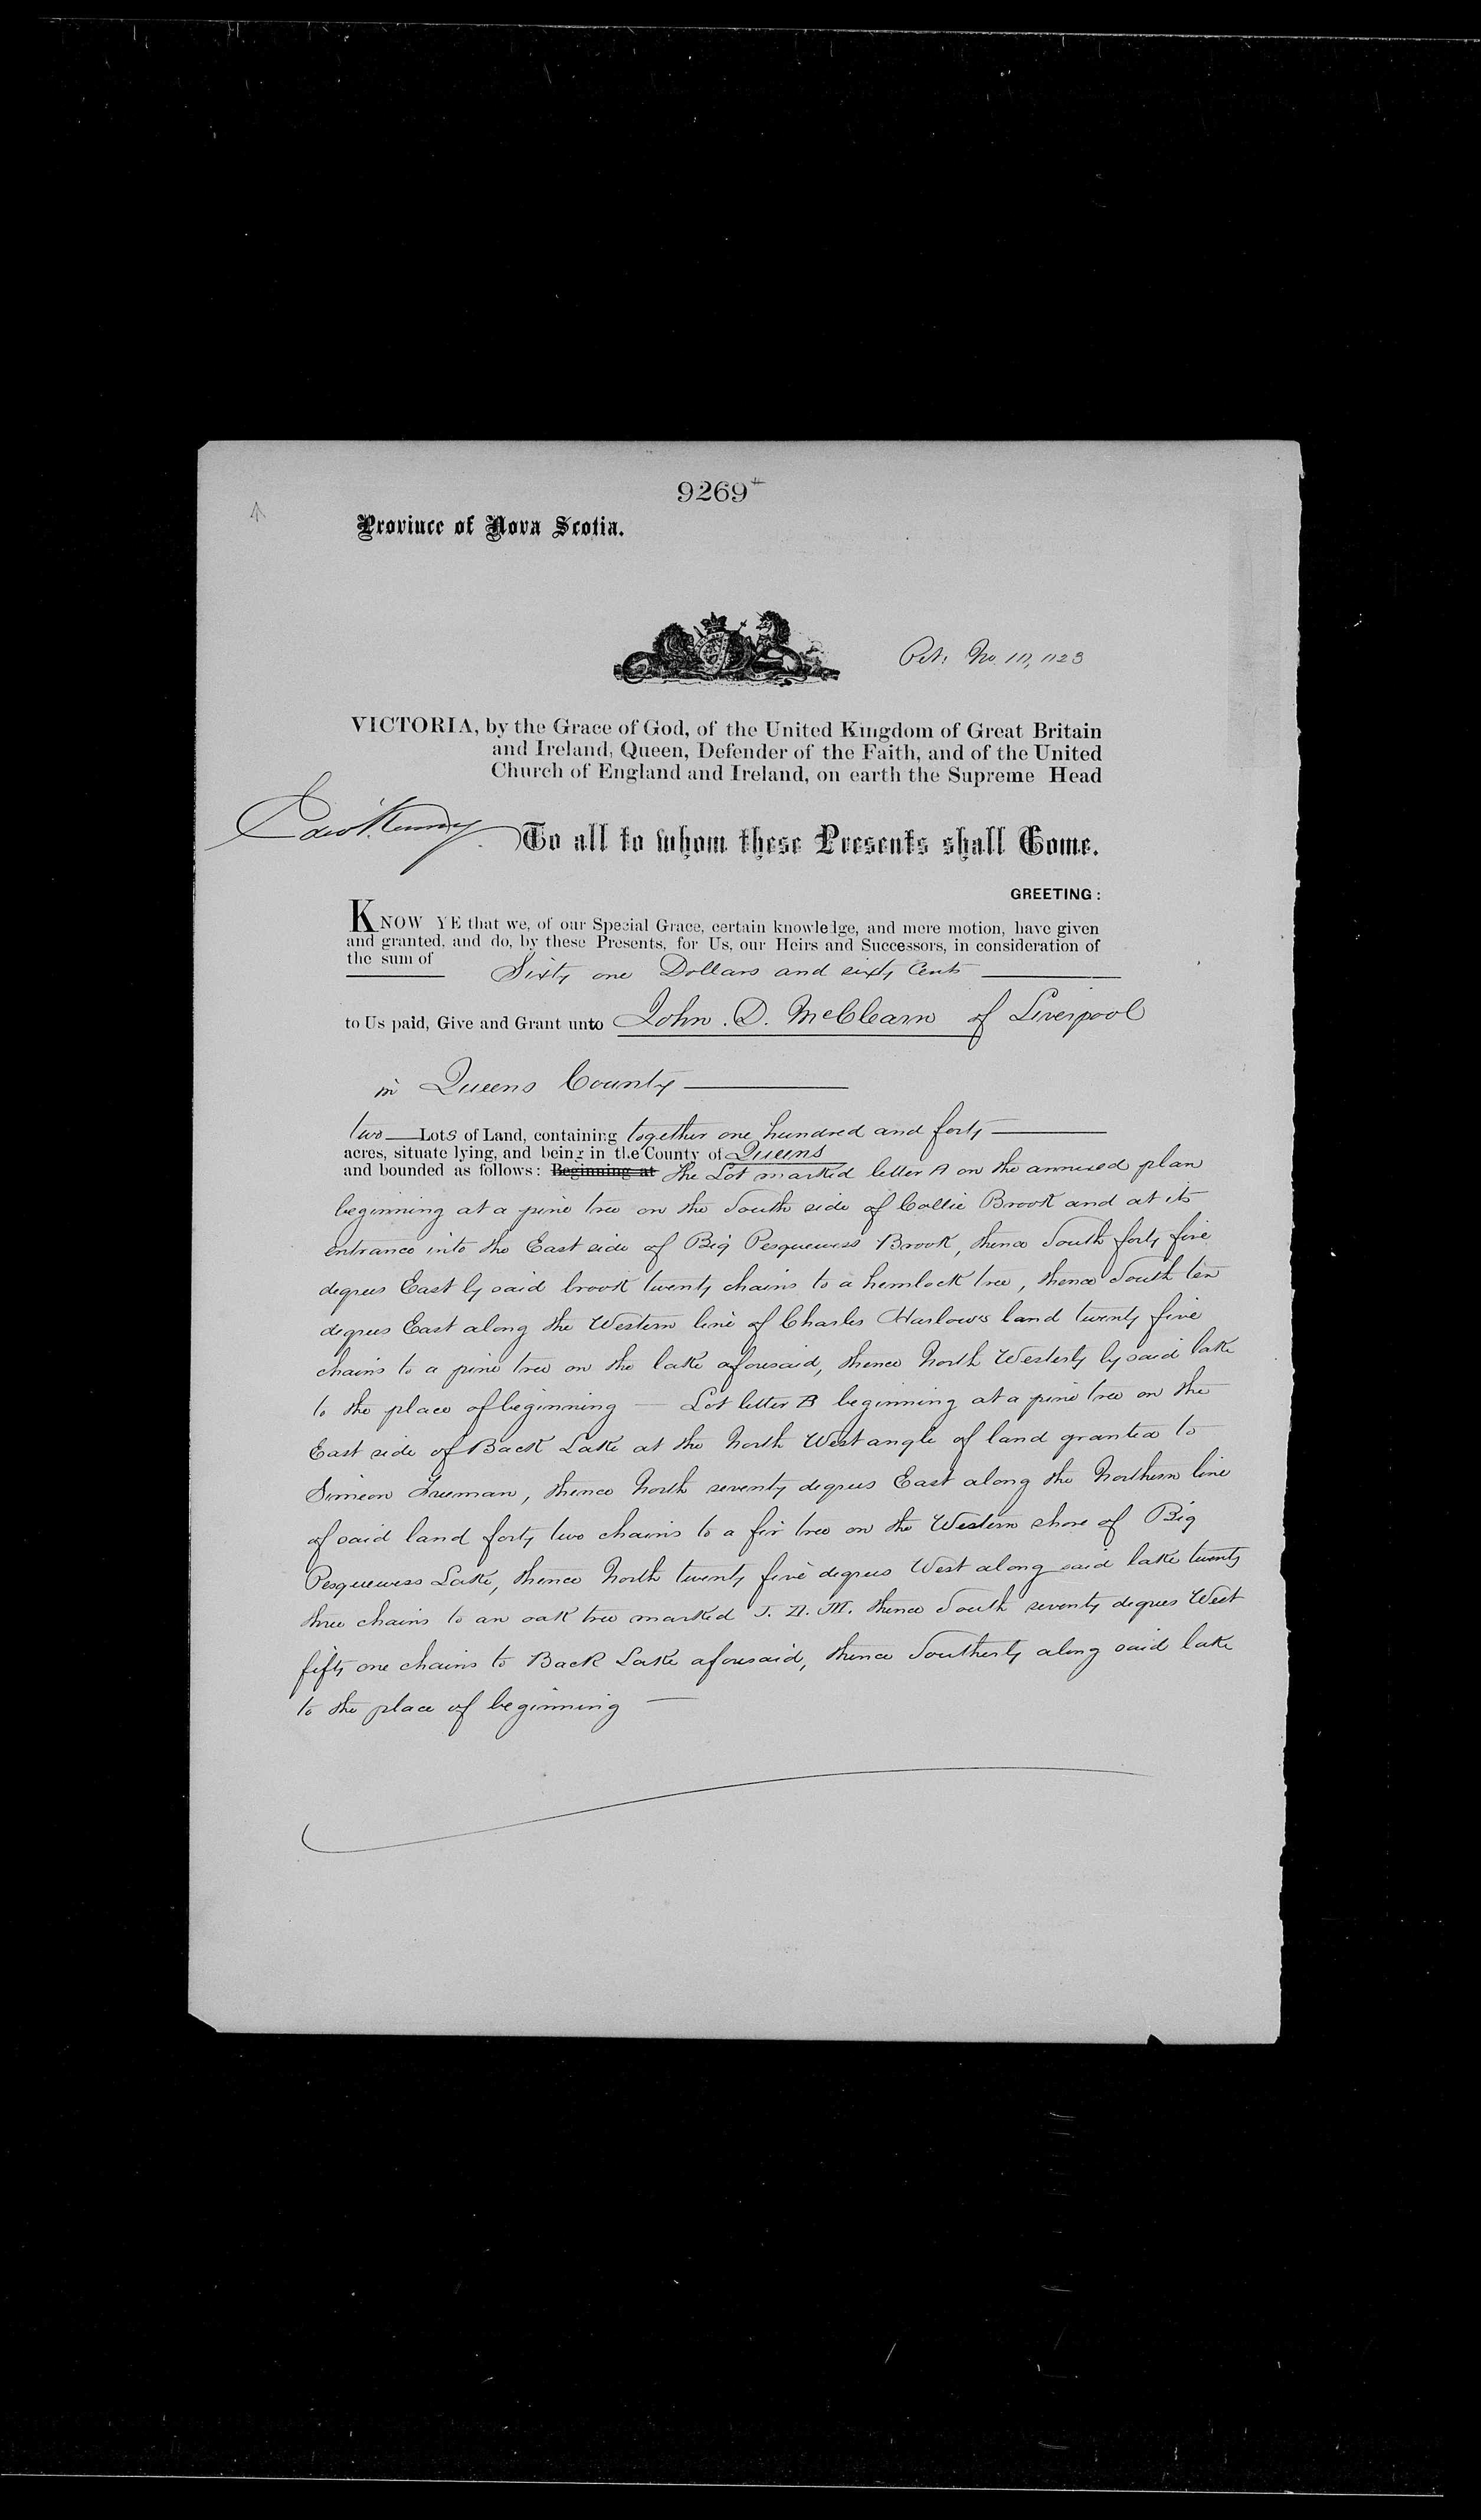 9269
Province of Nova Scotia.
Pet: No. 10,023
VICTORIA, by the Grace of God, of the United Kingdom of Great Britain
and Ireland, Queen, Defender of the Faith, and of the United
Church of England and Ireland, on earth the Supreme Head
Edw. Kenny
To all to whom these Presents shall Come.
GREETING:
KNOW YE that we, of our Special Grace, certain knowledge, and mere motion, have given
and granted, and do, by these Presents, for Us, our Heirs and Successors, in consideration of
the sum of Sixty one Dollars and sixty Cents
to Us paid, Give and Grant unto John. D. McClearn of Liverpool
in Queens County
two Lots of Land, containing together one hundred and forty
acres, situate lying, and being in the County of Queens
and bounded as follows: Beginning at the Lot marked letter A on the annexed plan
beginning at a pine tree on the South side of Collie Brook and at its
entrance into the East side of Big Pesquewess Brook, thence South forty five
degrees East by said brook twenty chains to a hemlock tree, thence South ten
degrees East along the Western line of Charles Harlows land twenty five
chains to a pine tree on the lake aforesaid, thence North Westerly by said lake
to the place of beginning — Lot letter B beginning at a pine tree on the
East side of Back Lake at the North West angle of land granted to
Simeon Freeman, thence North seventy degrees East along the Northern line
of said land forty two chains to a fir tree on the Western shore of Big
Pesquewess Lake, thence North twenty five degrees West along said lake twenty
three chains to an oak tree marked J. D. M. thence South seventy degrees West
fifty one chains to Back Lake aforesaid, thence Southerly along said lake
to the place of beginning —